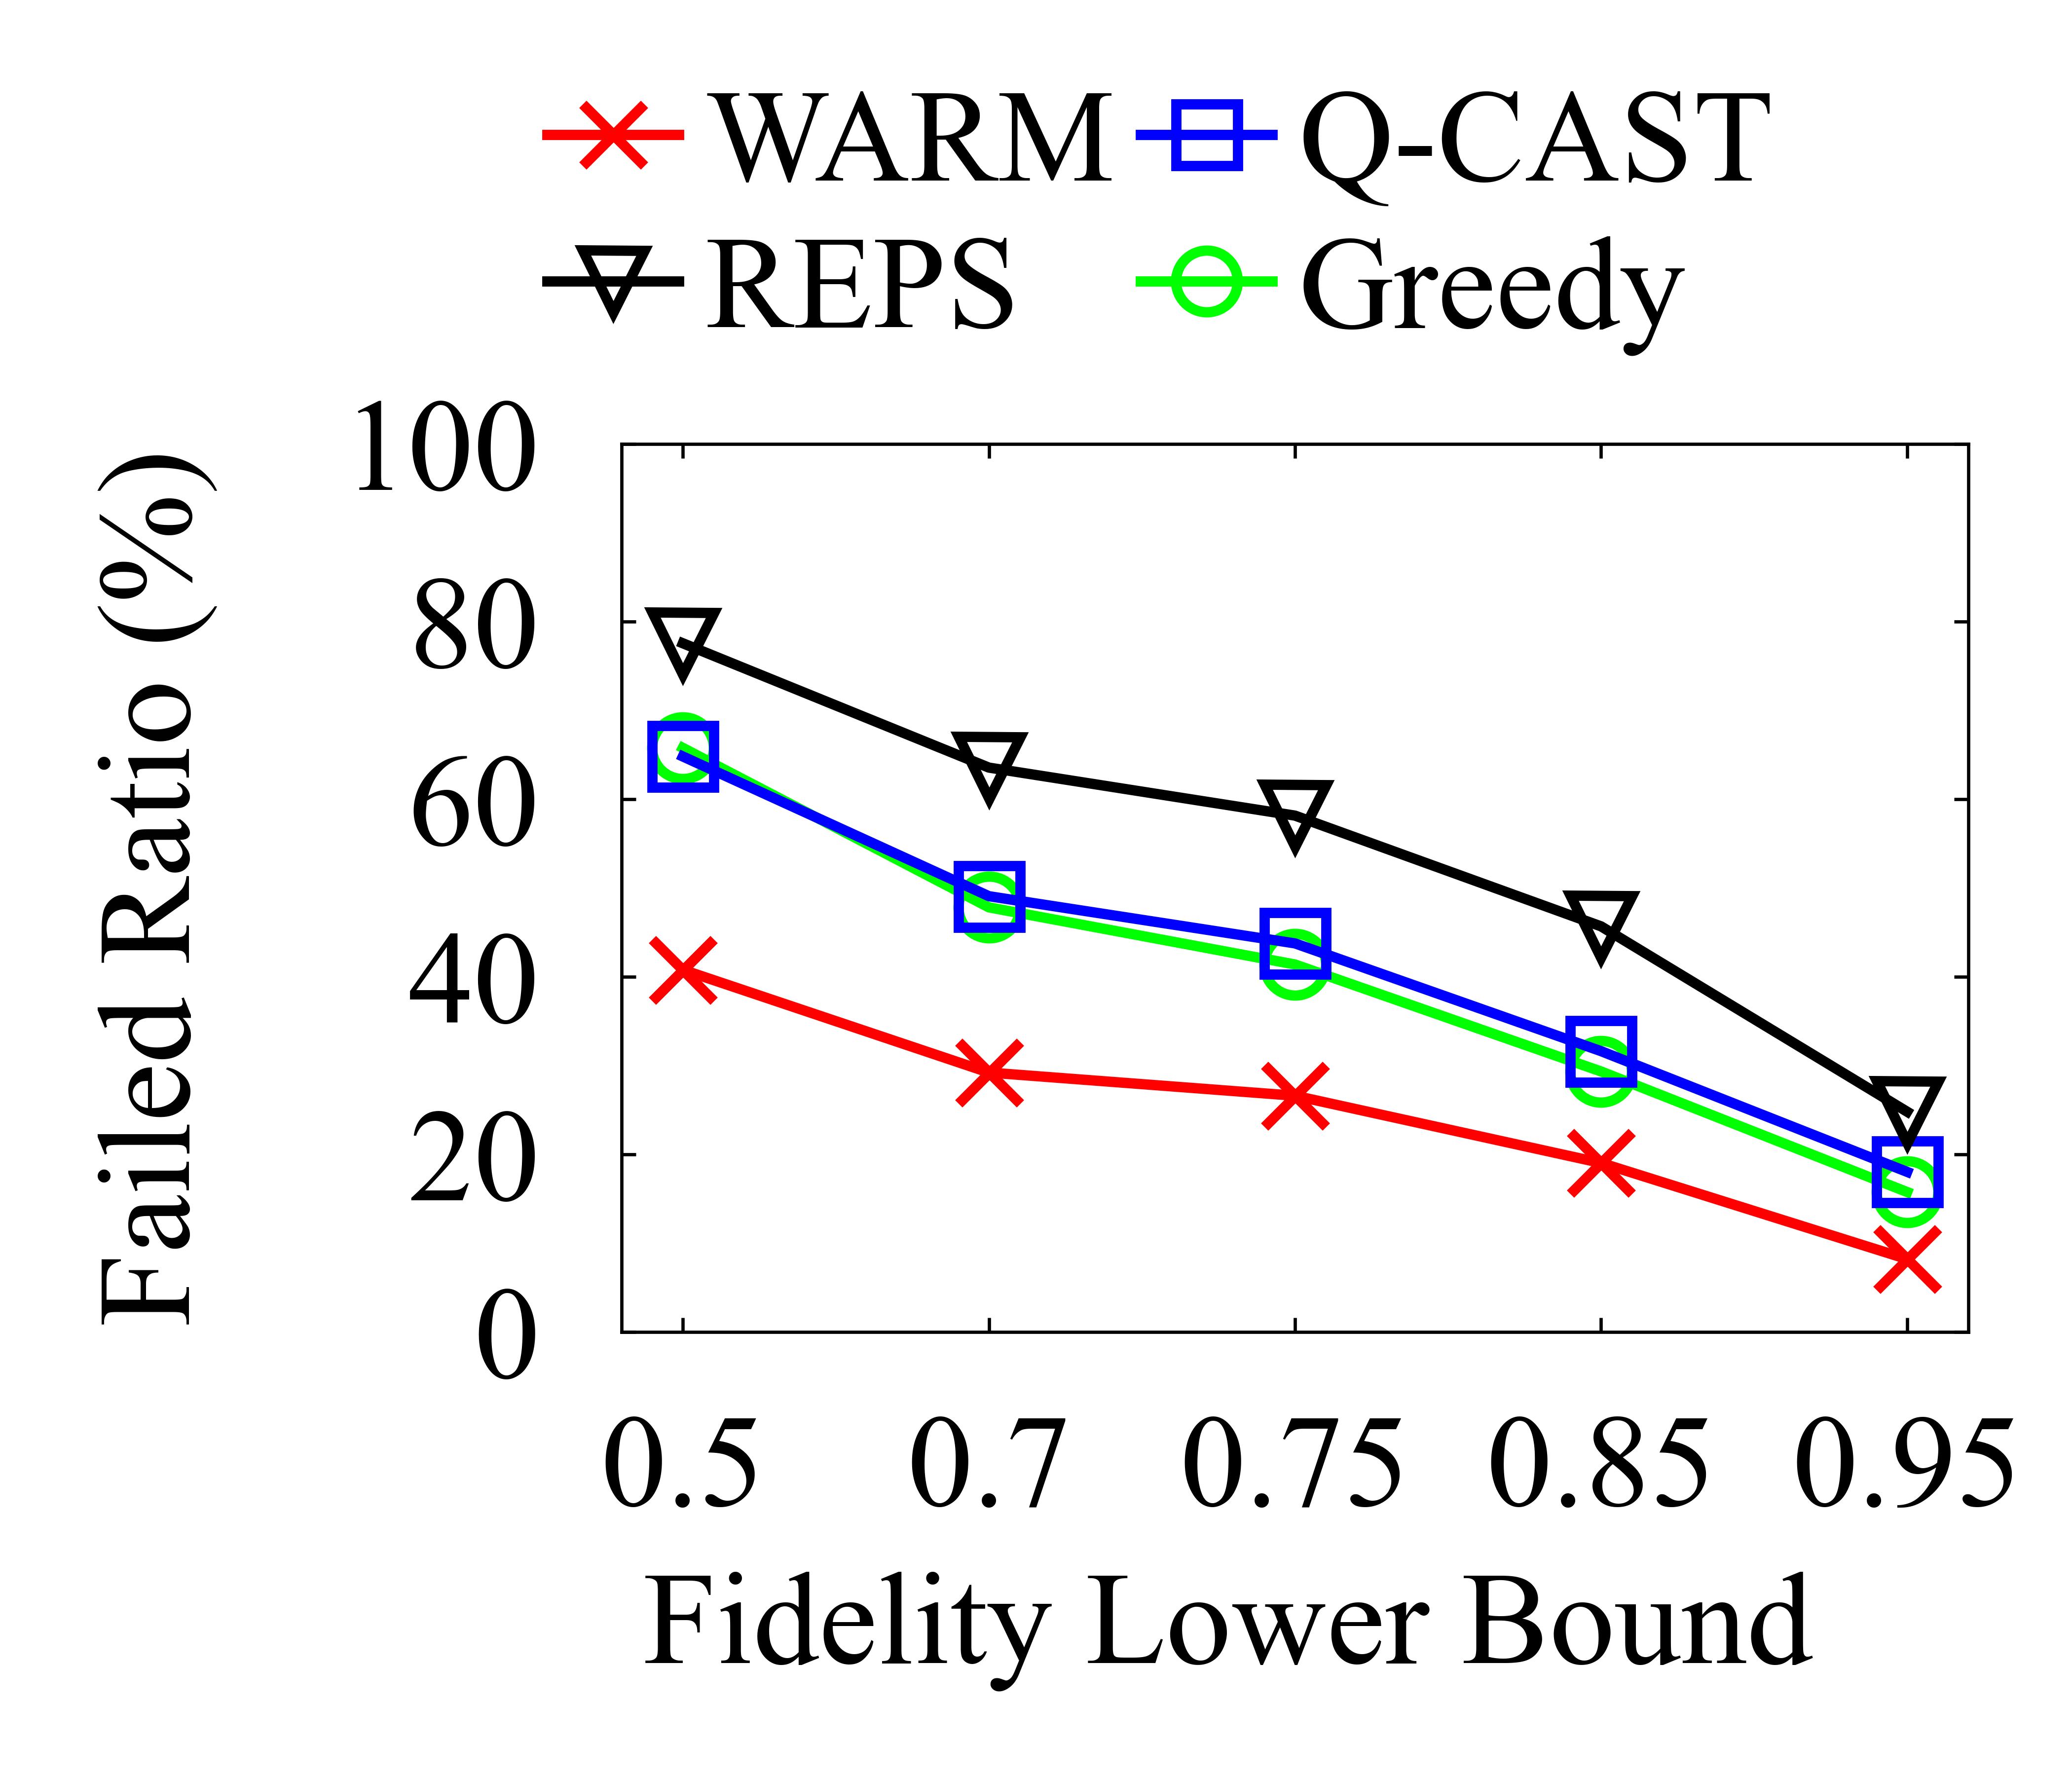 WARM Q-CAST
REPS Greedy
Failed Ratio (%)
100
80
60
40
20
0
0.5 0.7 0.75 0.85 0.95
Fidelity Lower Bound